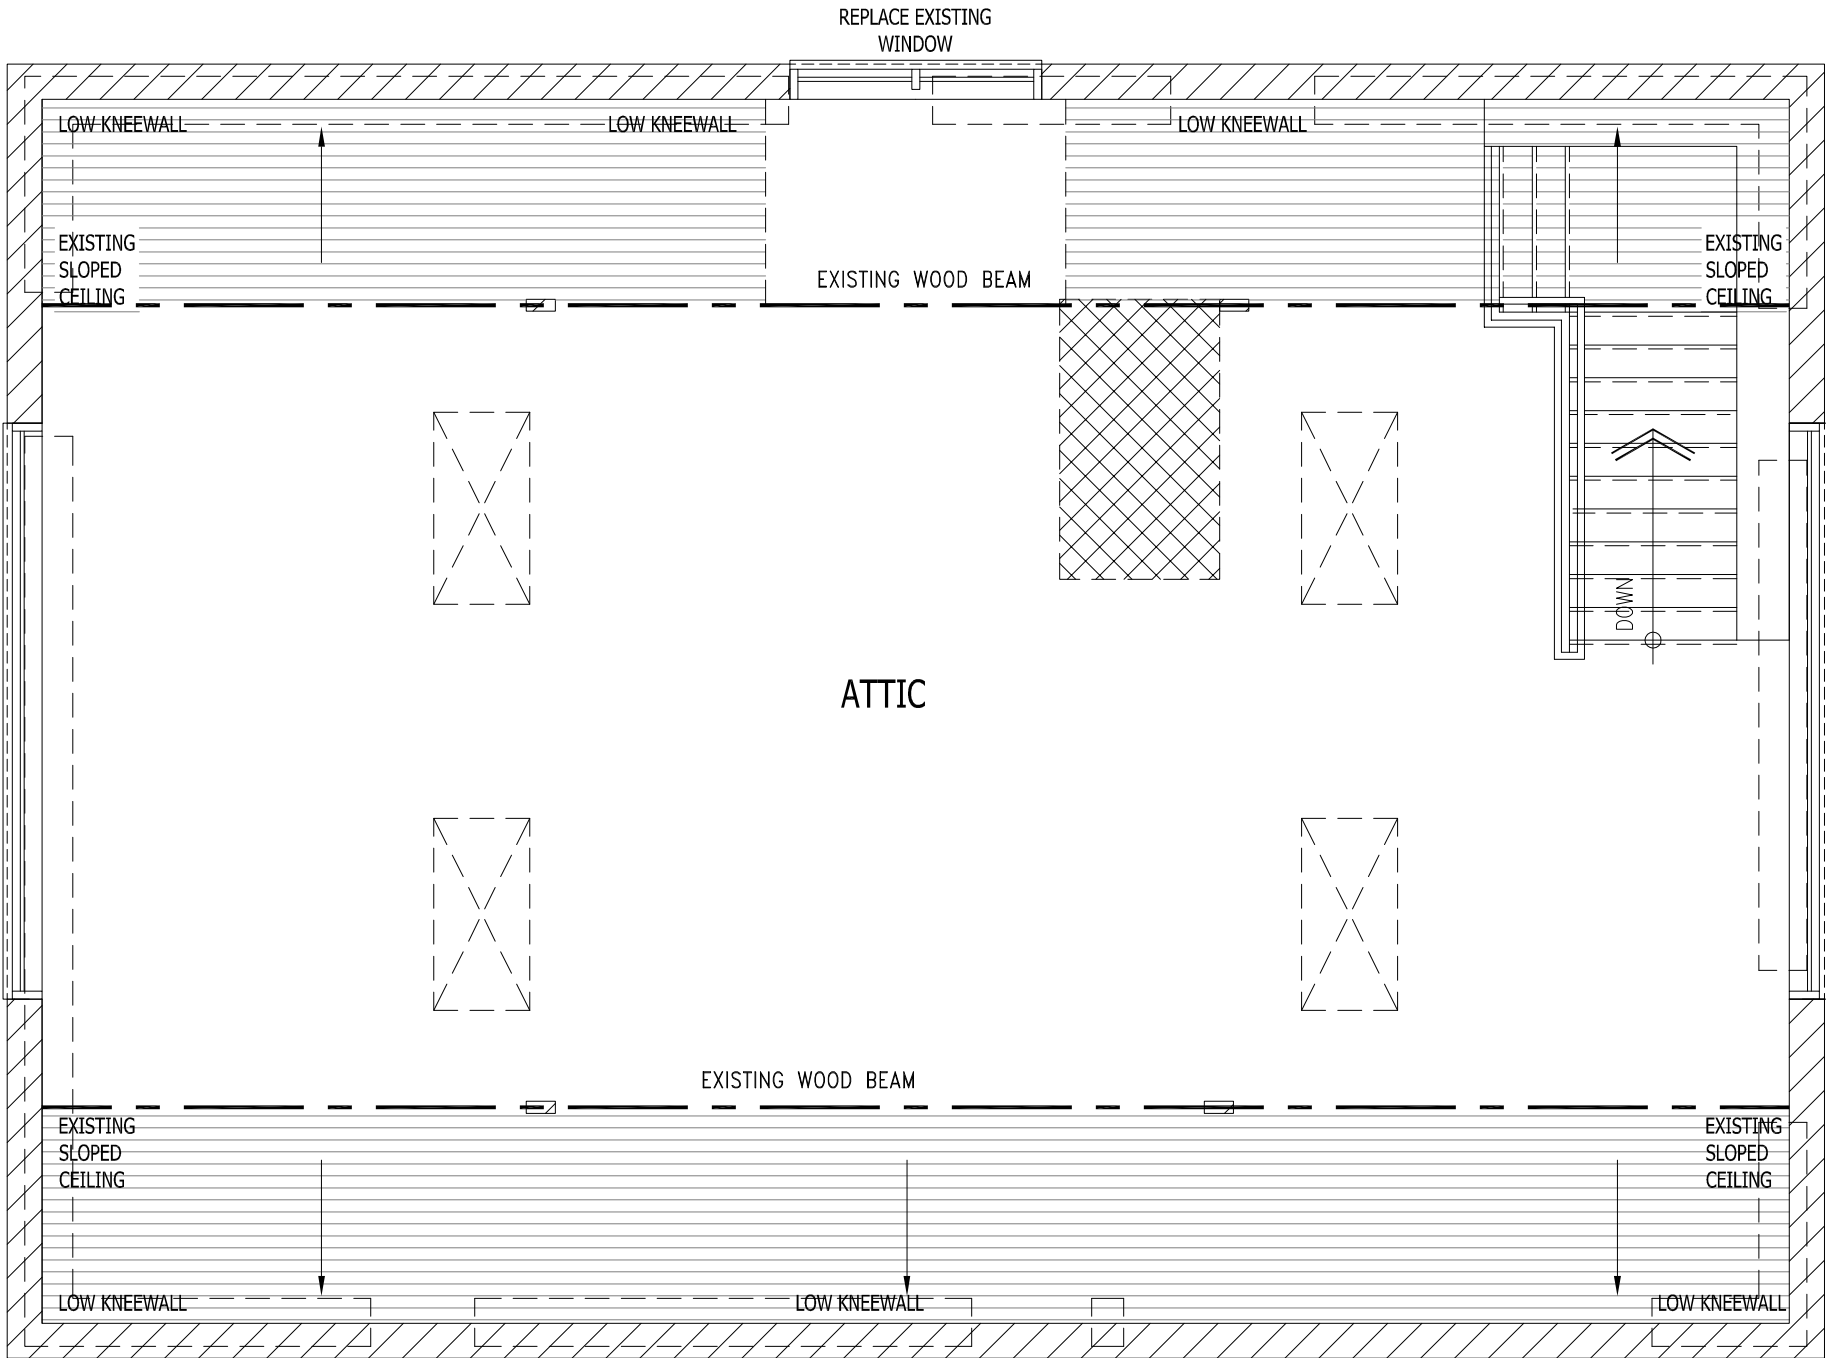 REPLACE EXISTING
WINDOW
LOW KNEEWALL
LOW KNEEWALL
LOW KNEEWALL
EXISTING
SLOPED
CEILING
EXISTING WOOD BEAM
EXISTING
SLOPED
CEILING
DOWN
ATTIC
EXISTING WOOD BEAM
EXISTING
SLOPED
CEILING
EXISTING
SLOPED
CEILING
LOW KNEEWALL
LOW KNEEWALL
LOW KNEEWALL